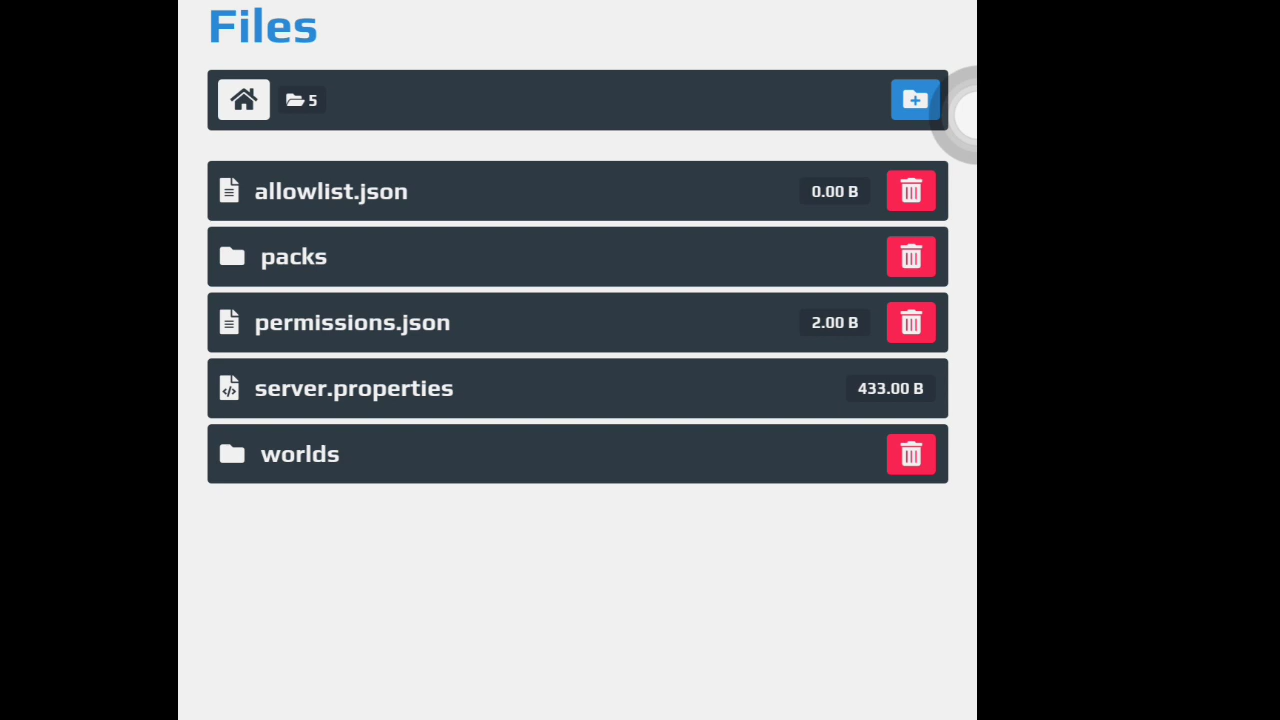 Files
5
allowlist.json 0.00 B
packs
permissions.json 2.00 B
server.properties 433.00 B
worlds